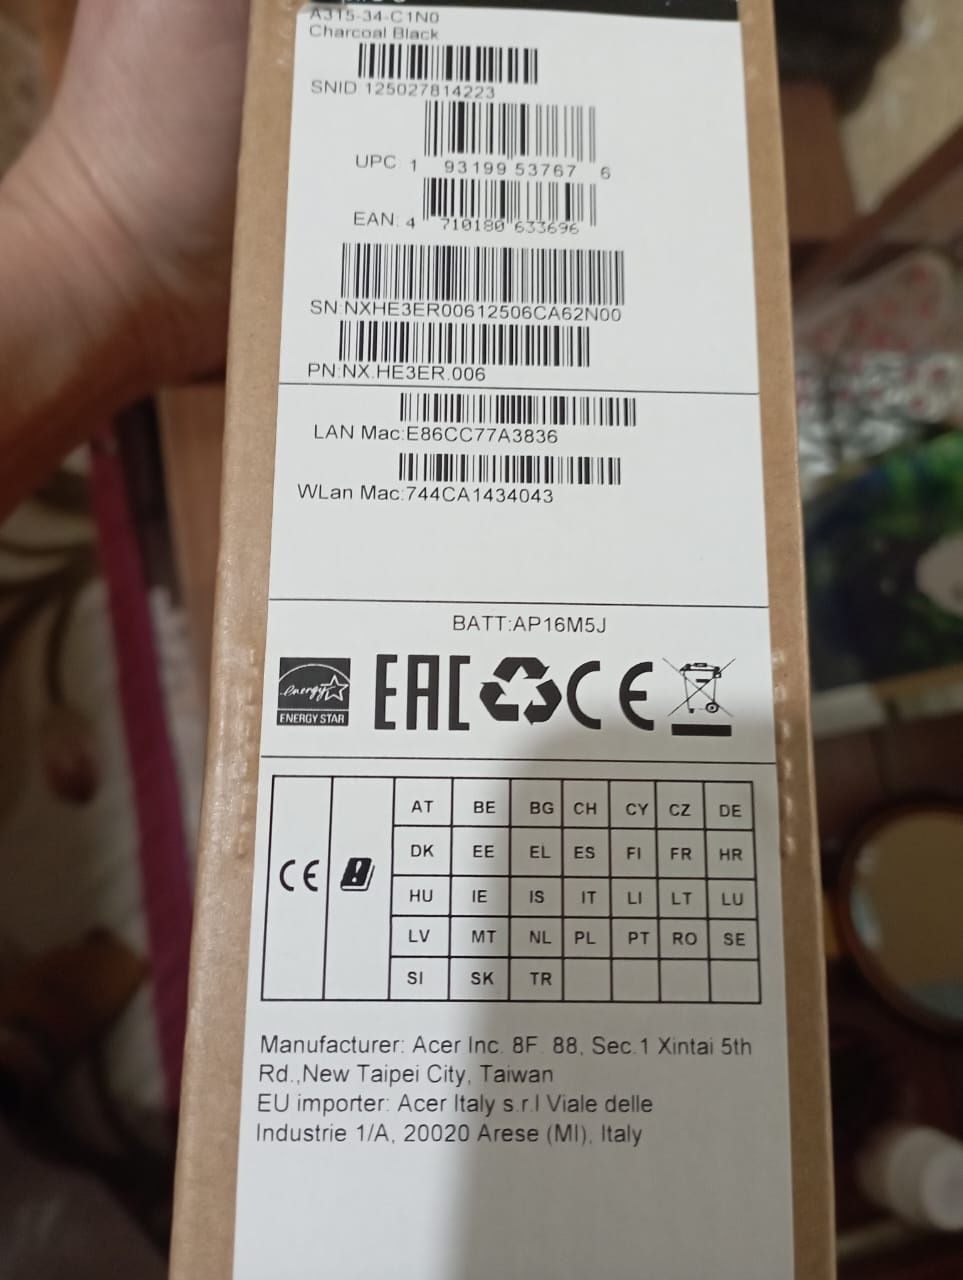 A315-34-C1N0
Charcoal Black
SNID 125027814223
UPC 1 93199 53767 6
EAN: 4 710180 633696
SN:NXHE3ER00612506CA62N00
PN:NX.HE3ER.006
LAN Mac:E86CC77A3836
WLan Mac:744CA1434043
BATT:AP16M5J
energy
ENERGY STAR
EAC CE
CE
AT BE BG CH CY CZ DE
DK EE EL ES FI FR HR
HU IE IS IT LI LT LU
LV MT NL PL PT RO SE
SI SK TR
Manufacturer: Acer Inc. 8F. 88, Sec.1 Xintai 5th
Rd.,New Taipei City, Taiwan
EU importer: Acer Italy s.r.l Viale delle
Industrie 1/A, 20020 Arese (MI), Italy